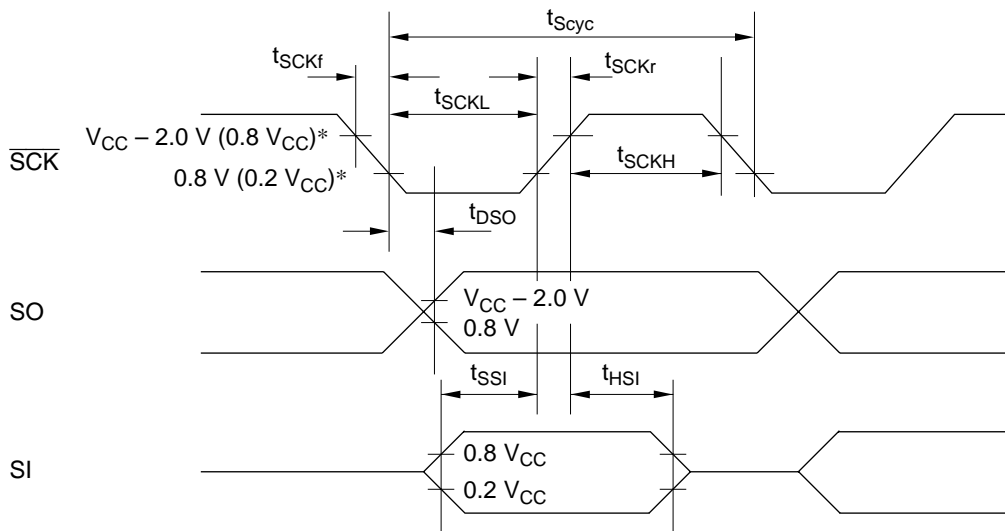 tScyc
tSCKf
tSCKr
tSCKL
VCC – 2.0 V (0.8 VCC)*
SCK
tSCKH
0.8 V (0.2 VCC)*
tDSO
VCC – 2.0 V
SO
0.8 V
tSSI
tHSI
0.8 VCC
SI
0.2 VCC